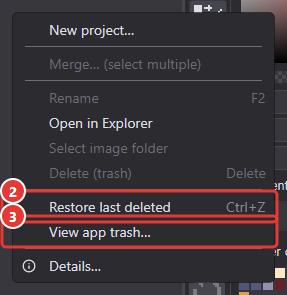 New project...
Merge... (select multiple)
Rename F2
Open in Explorer
Select image folder
Delete (trash) Delete
2
Restore last deleted Ctrl+Z
3
View app trash...
Details...